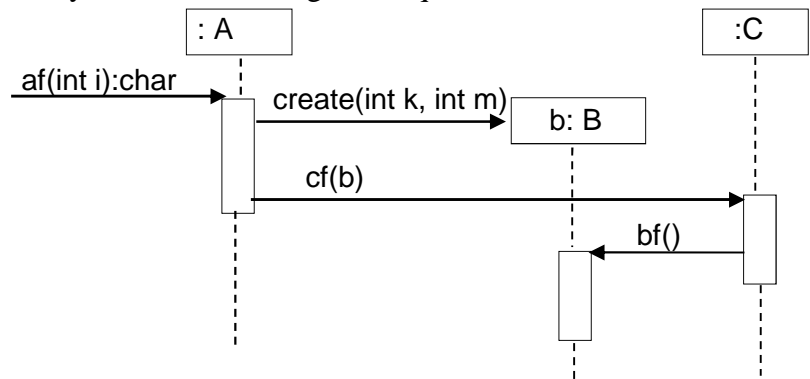 : A
:C
af(int i):char
create(int k, int m)
b: B
cf(b)
bf()